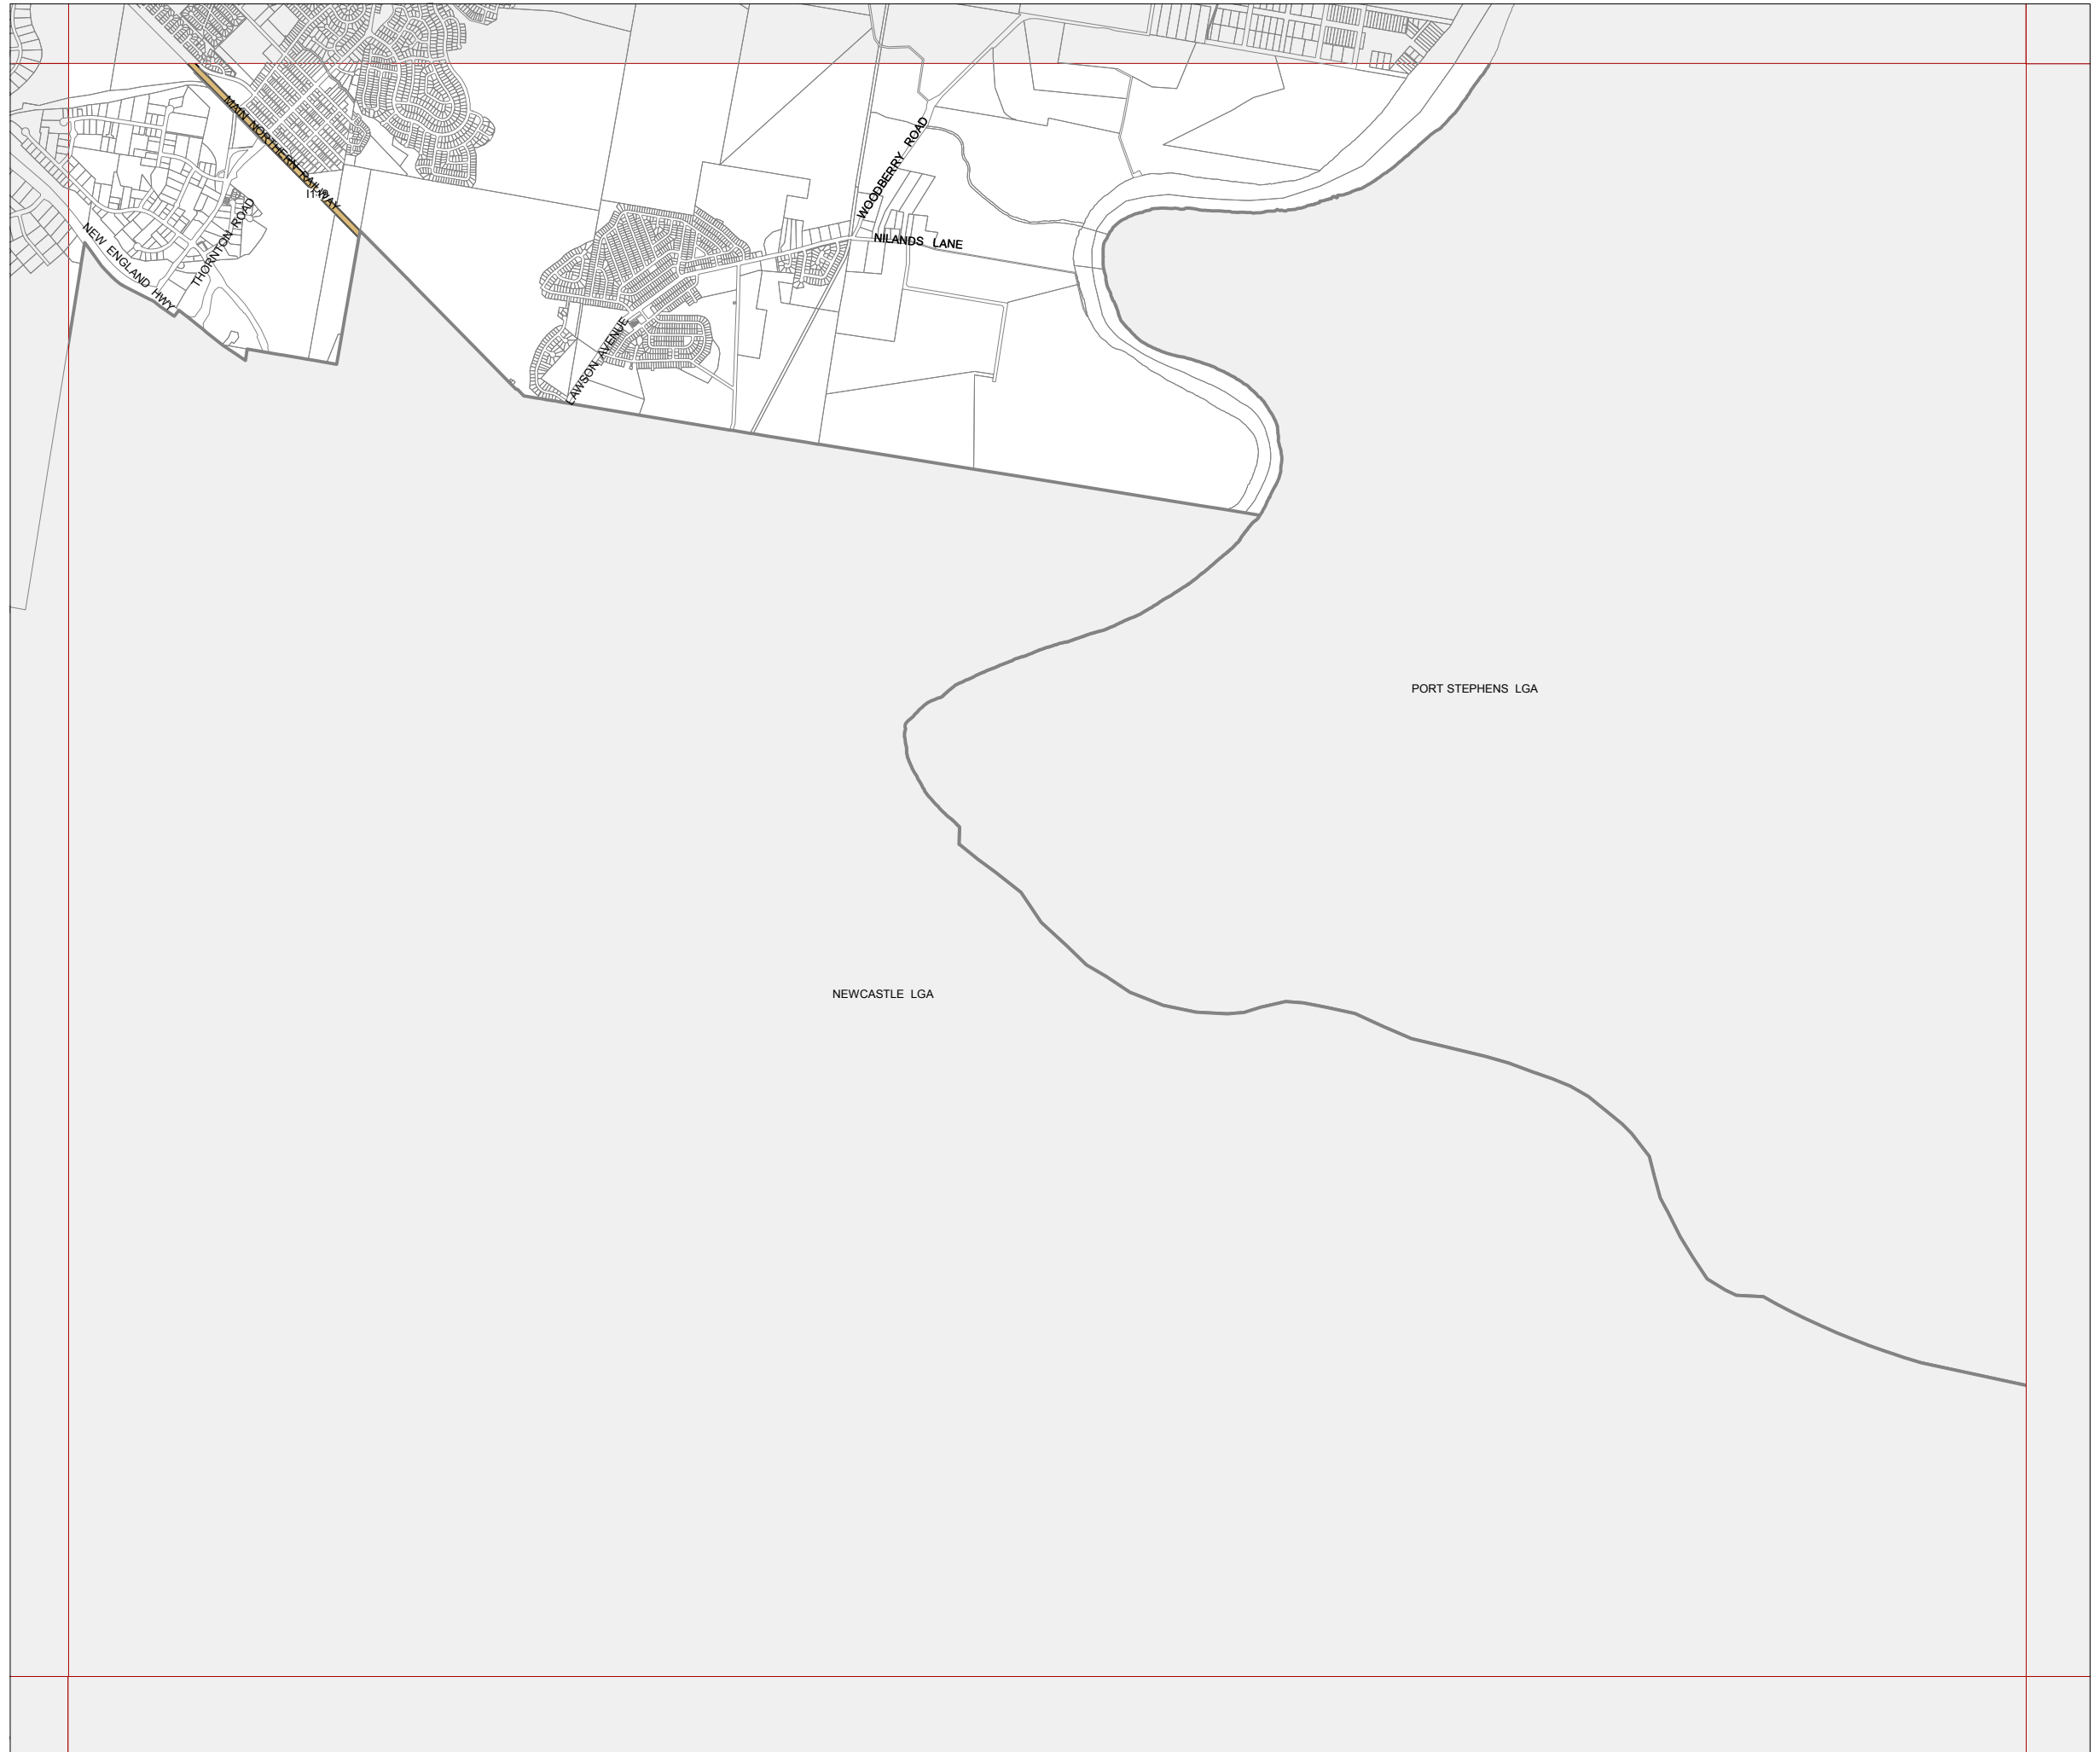 MAIN NORTHERN RAILWAY
WOODBERRY ROAD
THORNTON ROAD
NEW ENGLAND HWY
NILANDS LANE
LAWSON AVENUE
PORT STEPHENS LGA
NEWCASTLE LGA